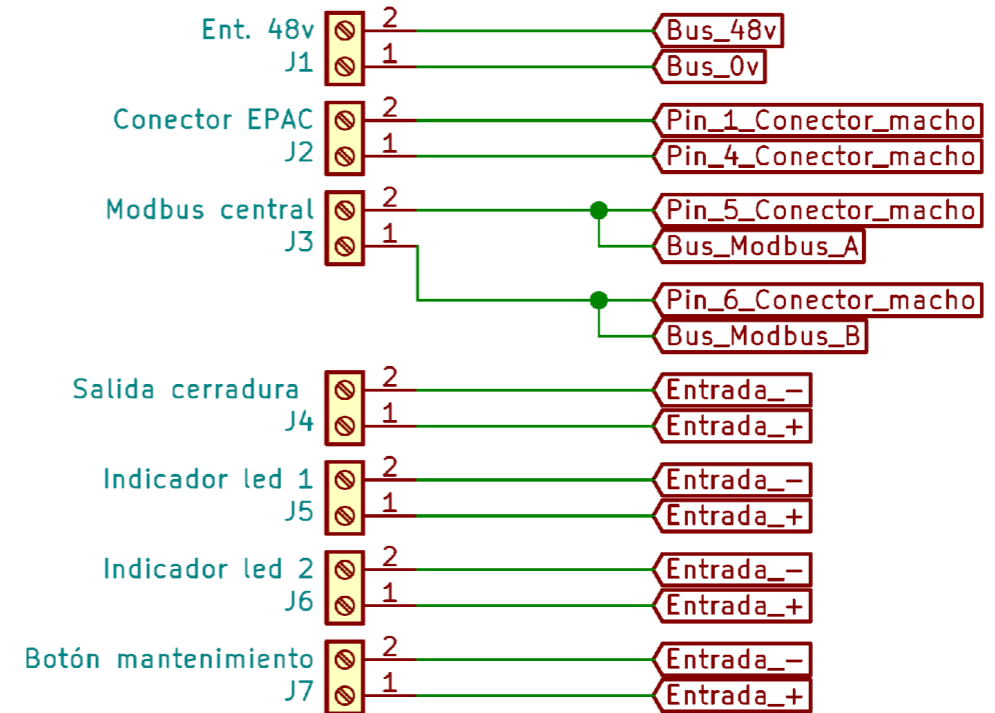 Ent. 48v 2 Bus_48v
J1 1 Bus_0v
Conector EPAC 2 Pin_1_Conector_macho
J2 1 Pin_4_Conector_macho
Modbus central 2 Pin_5_Conector_macho
J3 1 Bus_Modbus_A
Pin_6_Conector_macho
Bus_Modbus_B
Salida cerradura 2 Entrada_-
J4 1 Entrada_+
Indicador led 1 2 Entrada_-
J5 1 Entrada_+
Indicador led 2 2 Entrada_-
J6 1 Entrada_+
Botón mantenimiento 2 Entrada_-
J7 1 Entrada_+